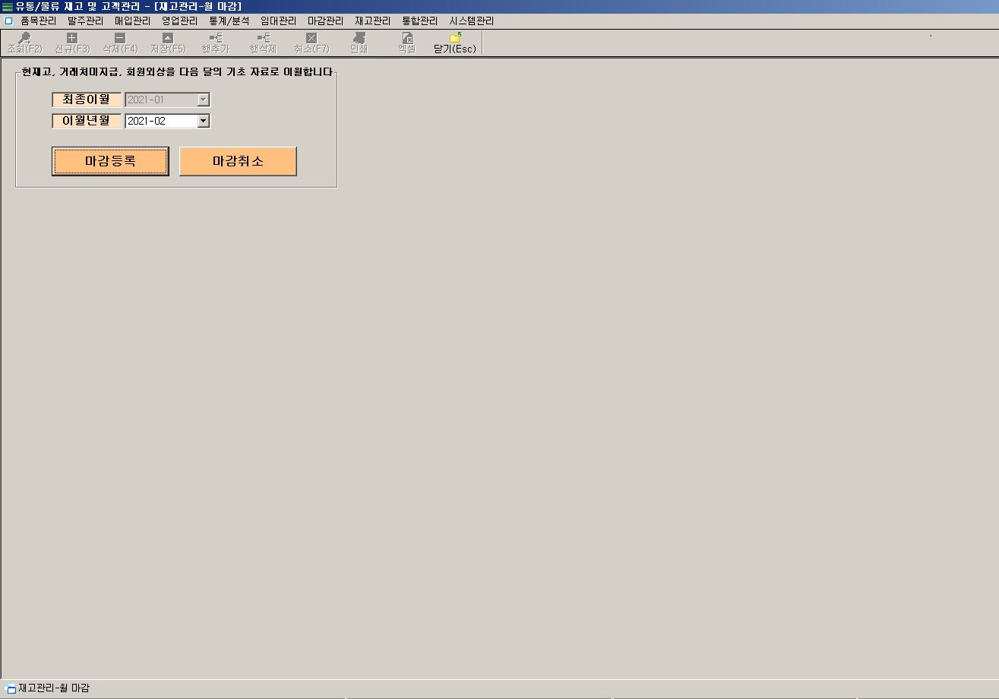 유통/물류 재고 및 고객관리 - [재고관리-월 마감]
품목관리 발주관리 매입관리 영업관리 통계/분석 임대관리 마감관리 재고관리 통합관리 시스템관리
조회(F2) 신규(F3) 삭제(F4) 저장(F5) 행추가 행삭제 취소(F7) 인쇄 엑셀 닫기(Esc)
현재고, 거래처미지급, 회원외상을 다음 달의 기초 자료로 이월합니다
최종이월 2021-01
이월년월 2021-02
마감등록 마감취소
재고관리-월 마감